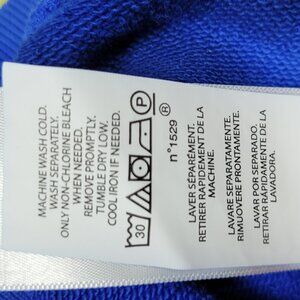 MACHINE WASH COLD.
WASH SEPARATELY.
ONLY NON-CHLORINE BLEACH
WHEN NEEDED.
REMOVE PROMPTLY.
TUMBLE DRY LOW.
COOL IRON IF NEEDED.
30 P
®
n°1529
LAVER SÉPARÉMENT.
RETIRER RAPIDEMENT DE LA
MACHINE.
LAVARE SEPARATAMENTE.
RIMUOVERE PRONTAMENTE.
LAVAR POR SEPARADO.
RETIRAR RAPIDAMENTE DE LA
LAVADORA.